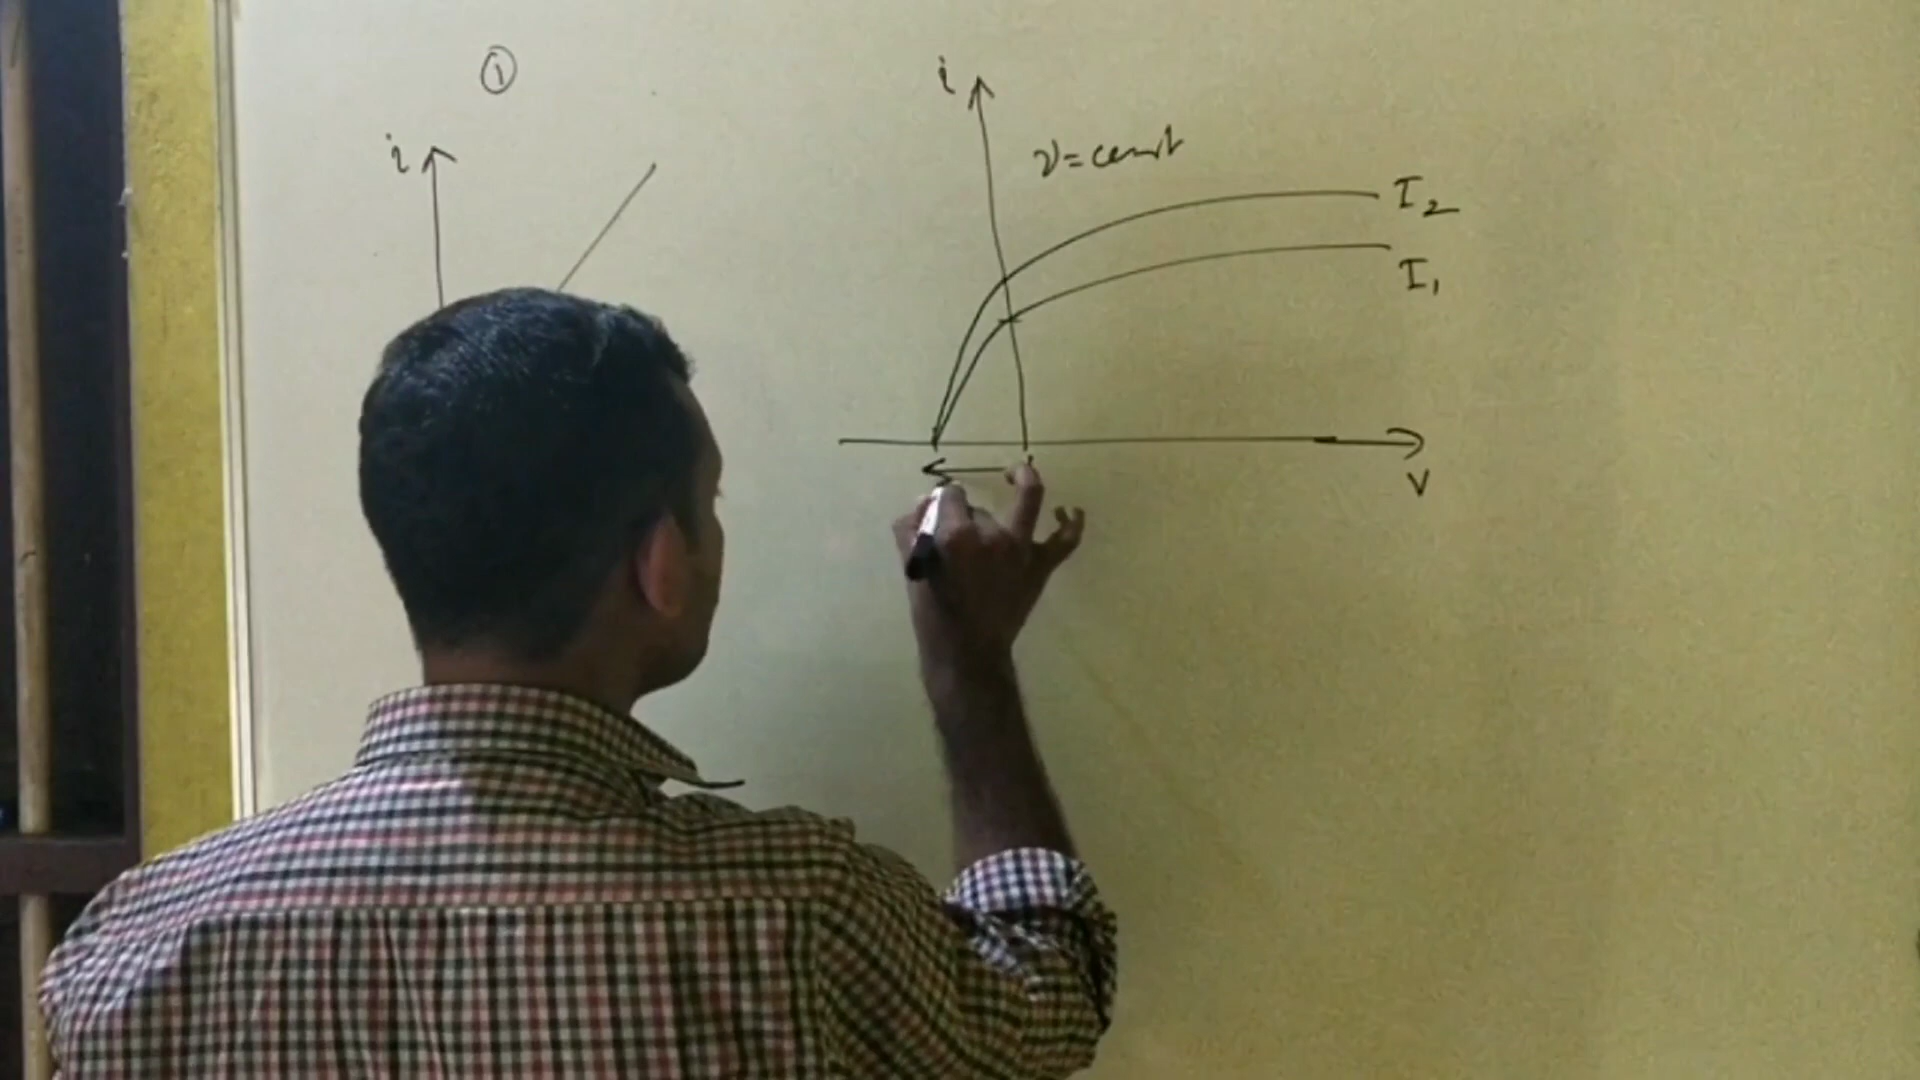 ①
i
i
ν = const
I₂
I₁
V